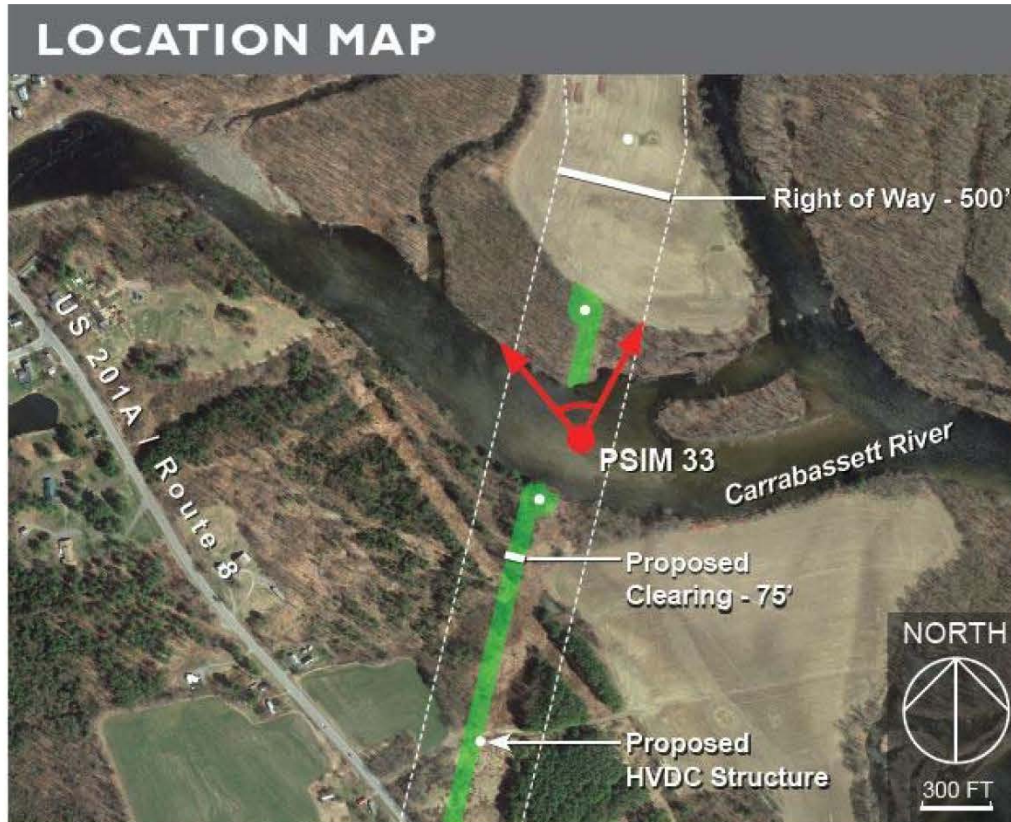 LOCATION MAP
Right of Way - 500'
US 201A / Route 8
PSIM 33
Carrabassett River
Proposed
Clearing - 75'
NORTH
Proposed
HVDC Structure
300 FT